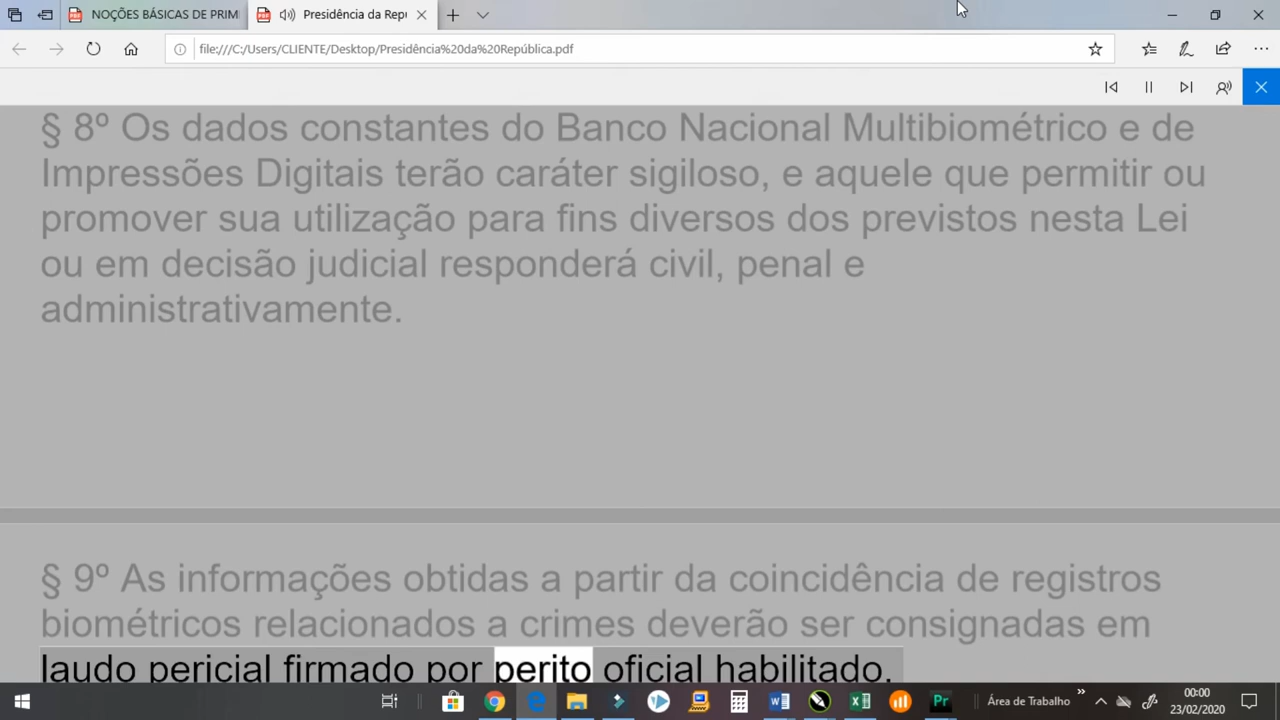 NOÇÕES BÁSICAS DE PRIM
Presidência da Repú
file:///C:/Users/CLIENTE/Desktop/Presidência%20da%20República.pdf
§ 8º Os dados constantes do Banco Nacional Multibiométrico e de
Impressões Digitais terão caráter sigiloso, e aquele que permitir ou
promover sua utilização para fins diversos dos previstos nesta Lei
ou em decisão judicial responderá civil, penal e
administrativamente.
§ 9º As informações obtidas a partir da coincidência de registros
biométricos relacionados a crimes deverão ser consignadas em
laudo pericial firmado por perito oficial habilitado.
Pr
Área de Trabalho
00:00
23/02/2020